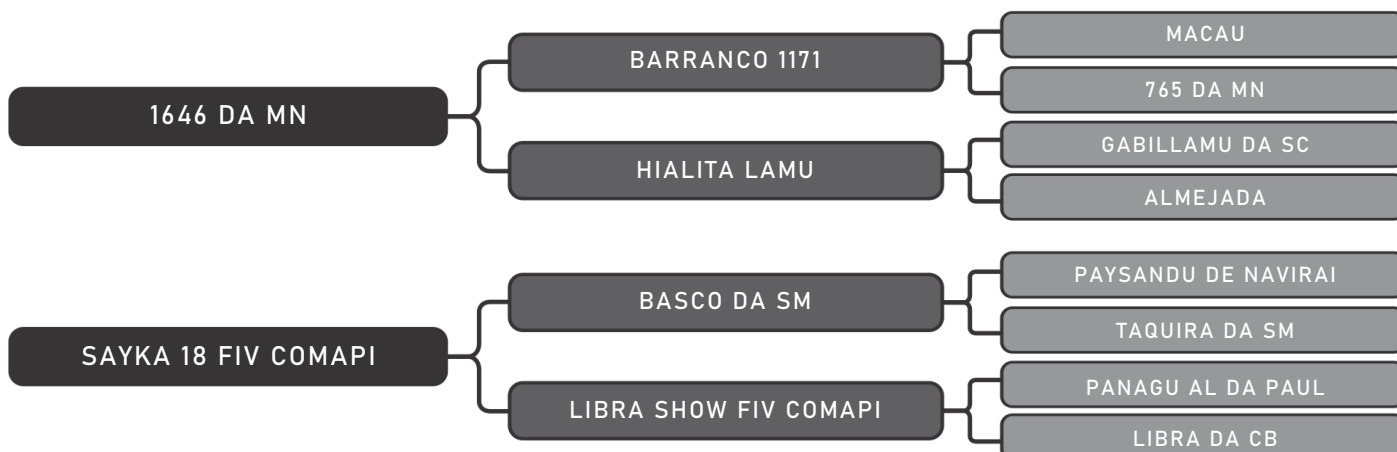 1646 DA MN
BARRANCO 1171
MACAU
765 DA MN
HIALITA LAMU
GABILLAMU DA SC
ALMEJADA
SAYKA 18 FIV COMAPI
BASCO DA SM
PAYSANDU DE NAVIRAI
TAQUIRA DA SM
LIBRA SHOW FIV COMAPI
PANAGU AL DA PAUL
LIBRA DA CB